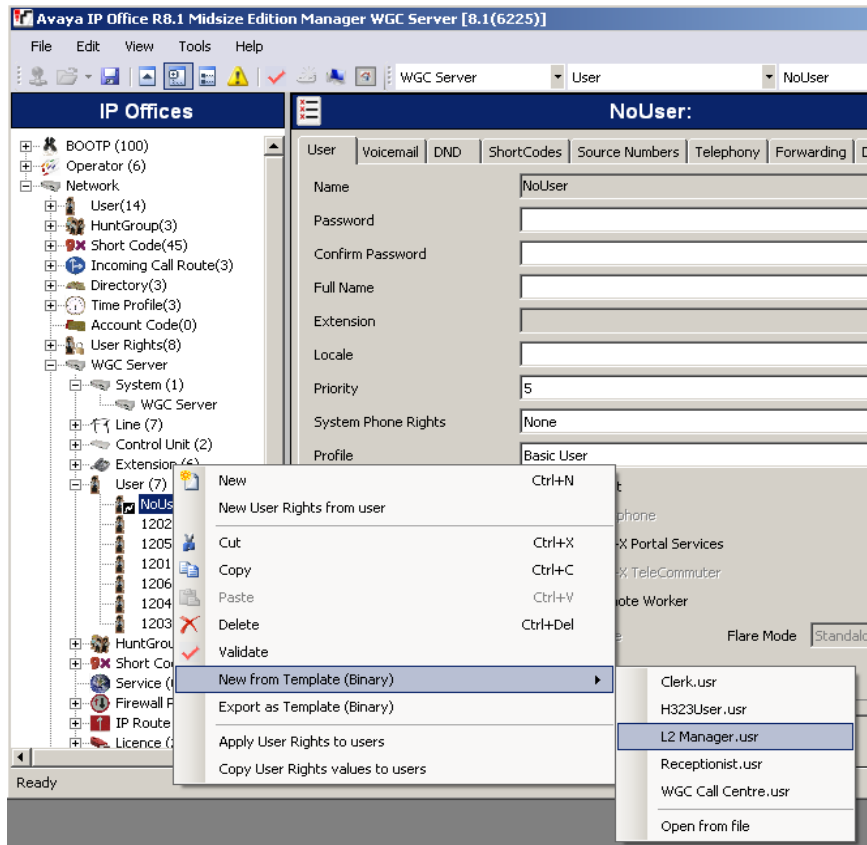 Avaya IP Office R8.1 Midsize Edition Manager WGC Server [8.1(6225)]
File Edit View Tools Help
WGC Server User NoUser
IP Offices
BOOTP (100)
Operator (6)
Network
User(14)
HuntGroup(3)
Short Code(45)
Incoming Call Route(3)
Directory(3)
Time Profile(3)
Account Code(0)
User Rights(8)
WGC Server
System (1)
WGC Server
Line (7)
Control Unit (2)
Extension (6)
User (7)
NoUs
1202
1205
1201
1206
1204
1203
HuntGrou
Short Co
Service (
Firewall P
IP Route
Licence (
Ready
NoUser:
User Voicemail DND ShortCodes Source Numbers Telephony Forwarding D
Name NoUser
Password
Confirm Password
Full Name
Extension
Locale
Priority 5
System Phone Rights None
Profile Basic User
phone
-X Portal Services
-X TeleCommuter
ote Worker
Flare Mode Standalo
New Ctrl+N
New User Rights from user
Cut Ctrl+X
Copy Ctrl+C
Paste Ctrl+V
Delete Ctrl+Del
Validate
New from Template (Binary)
Export as Template (Binary)
Apply User Rights to users
Copy User Rights values to users
Clerk.usr
H323User.usr
L2 Manager.usr
Receptionist.usr
WGC Call Centre.usr
Open from file